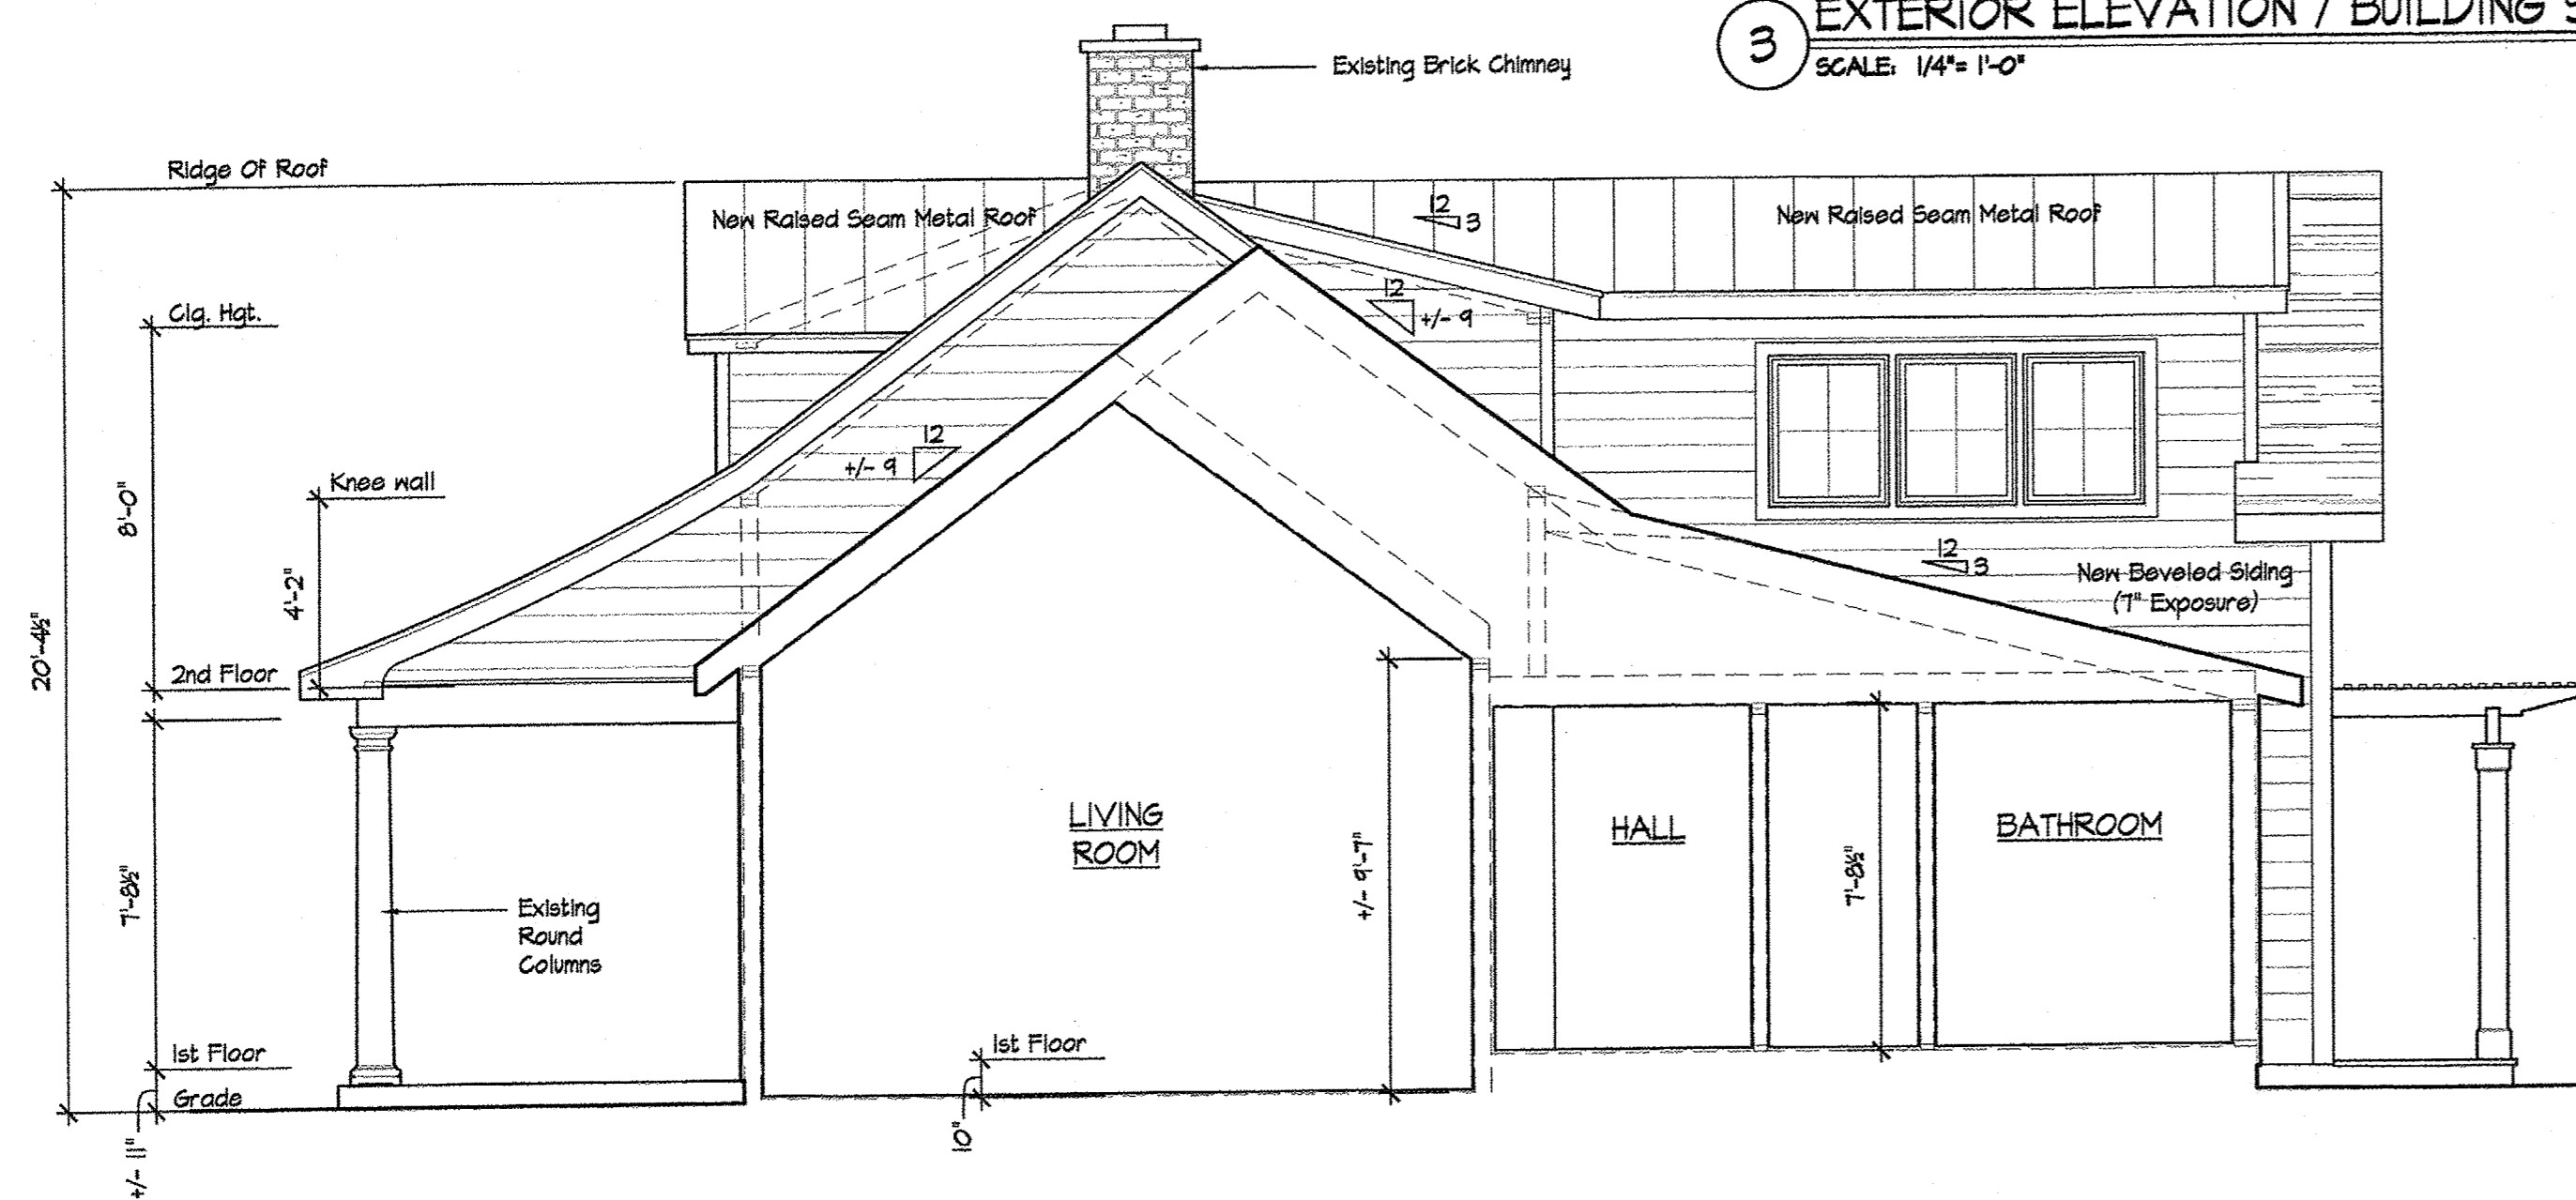 3
EXTERIOR ELEVATION / BUILDING
SCALE: 1/4"= 1'-0"
Existing Brick Chimney
Ridge Of Roof
New Raised Seam Metal Roof
12
3
New Raised Seam Metal Roof
Clg. Hgt.
12
+/- 9
12
+/- 9
Knee wall
8'-0"
4'-2"
20'-4½"
2nd Floor
12
3
New Beveled Siding
(7" Exposure)
LIVING
ROOM
HALL
BATHROOM
+/- 9'-7"
7'-8½"
7'-8½"
Existing
Round
Columns
1st Floor
1st Floor
Grade
+/- 11"
10"